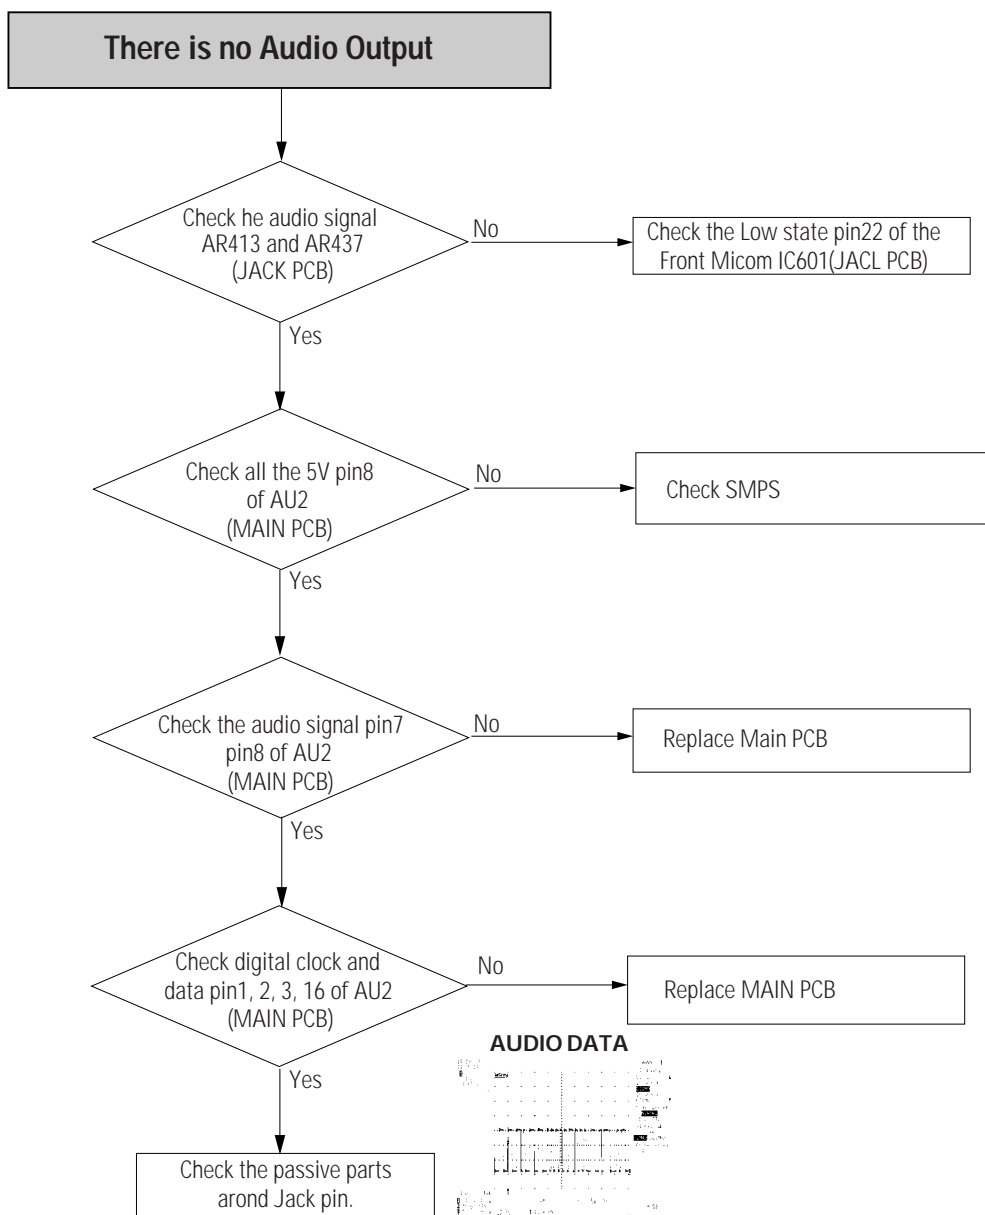 There is no Audio Output
Check he audio signal
AR413 and AR437
(JACK PCB)
No
Check the Low state pin22 of the
Front Micom IC601(JACL PCB)
Yes
Check all the 5V pin8
of AU2
(MAIN PCB)
No
Check SMPS
Yes
Check the audio signal pin7
pin8 of AU2
(MAIN PCB)
No
Replace Main PCB
Yes
Check digital clock and
data pin1, 2, 3, 16 of AU2
(MAIN PCB)
No
Replace MAIN PCB
Yes
AUDIO DATA
Check the passive parts
arond Jack pin.